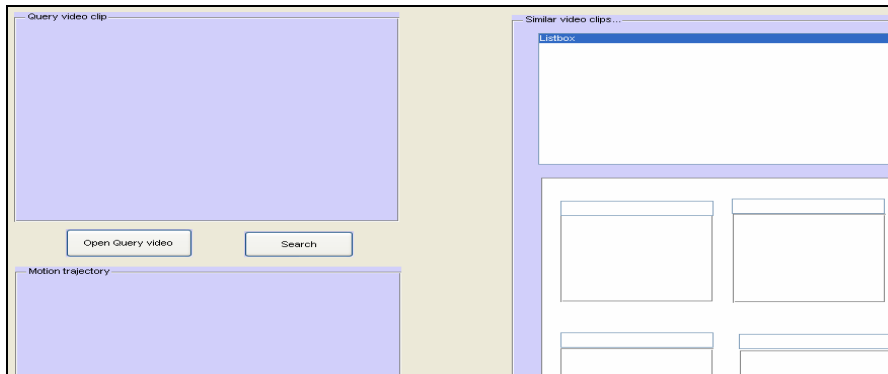 Query video clip
Open Query video
Search
Motion trajectory
Similar video clips...
Listbox